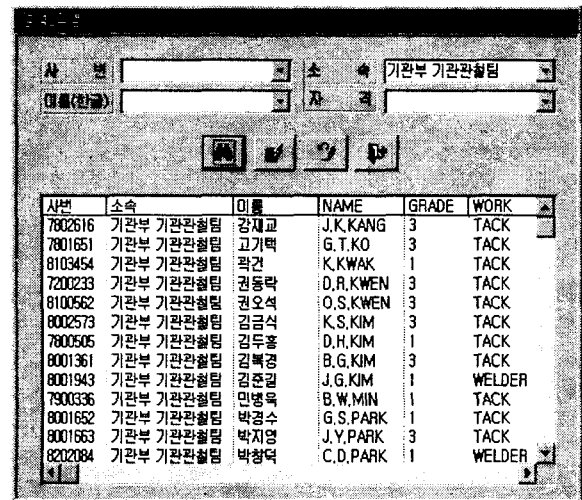 사 번 소 속 기관부 기관관철팀
이름(한글) 자 격
사번 소속 이름 NAME GRADE WORK
7802616 기관부 기관관철팀 강재교 J,K,KANG 3 TACK
7801651 기관부 기관관철팀 고기택 G,T,KO 3 TACK
8103454 기관부 기관관철팀 곽건 K,KWAK 1 TACK
7200233 기관부 기관관철팀 권동락 D,R,KWEN 3 TACK
8100562 기관부 기관관철팀 권오석 O,S,KWEN 3 TACK
8002573 기관부 기관관철팀 김금식 K,S,KIM 3 TACK
7800505 기관부 기관관철팀 김두홍 D,H,KIM 1 TACK
8001361 기관부 기관관철팀 김복경 B,G,KIM 3 TACK
8001943 기관부 기관관철팀 김준길 J,G,KIM 1 WELDER
7900336 기관부 기관관철팀 민병욱 B,W,MIN 1 TACK
8001652 기관부 기관관철팀 박경수 G,S,PARK 1 TACK
8001663 기관부 기관관철팀 박지영 J,Y,PARK 3 TACK
8202084 기관부 기관관철팀 박창덕 C,D,PARK 1 WELDER